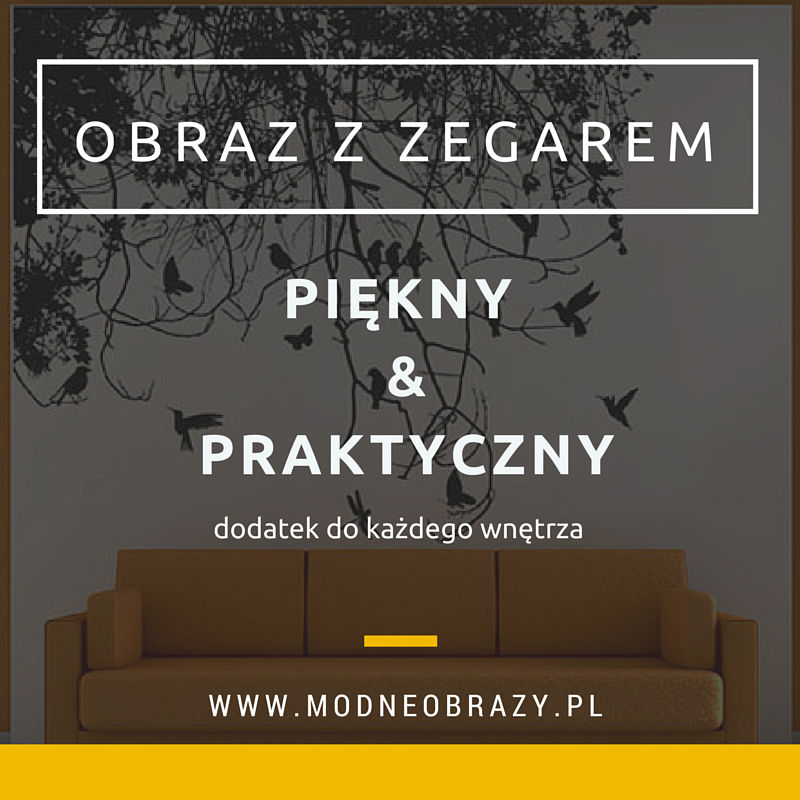 OBRAZ Z ZEGAREM
PIĘKNY
&
PRAKTYCZNY
dodatek do każdego wnętrza
WWW.MODNEOBRAZY.PL